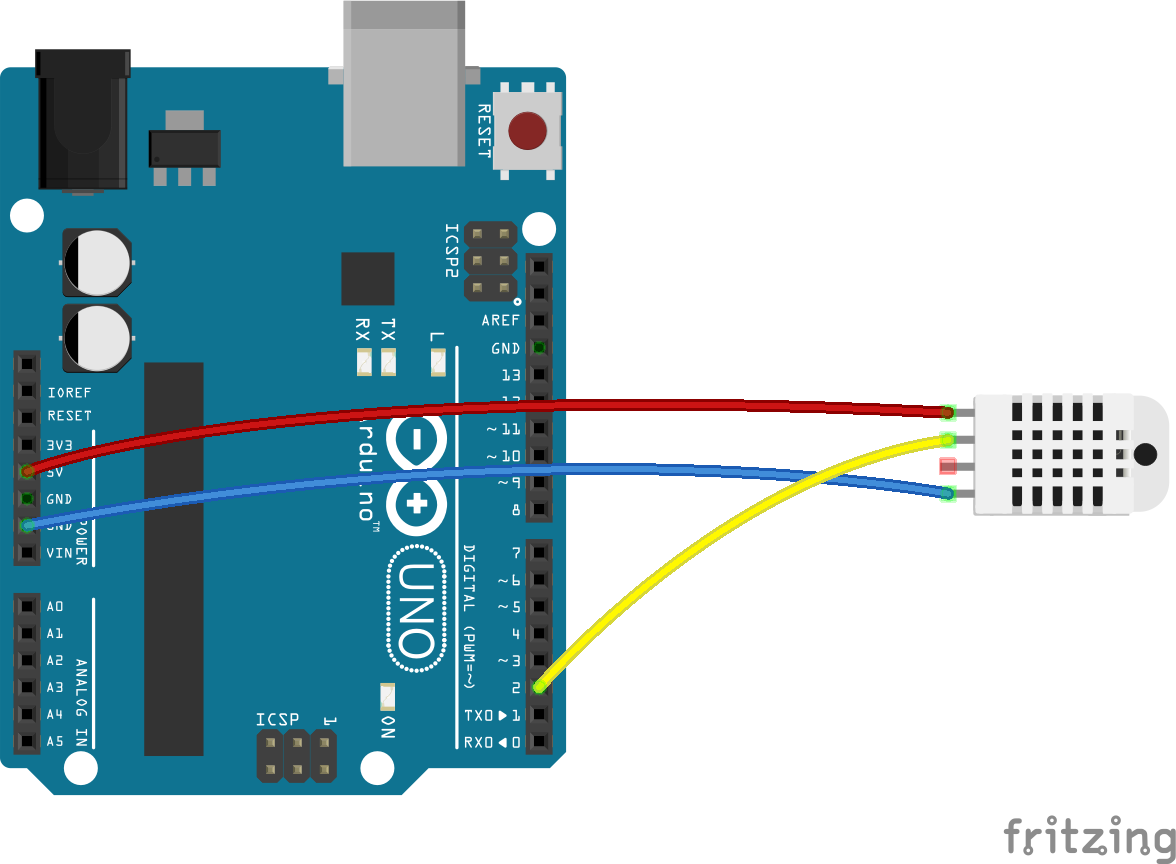 RESET
ICSP2
AREF
GND
RX
TX
L
13
12
~11
~10
~9
8
IOREF
RESET
3V3
5V
GND
GND
VIN
POWER
Arduino™
UNO
DIGITAL (PWM=~)
7
~6
~5
4
~3
2
TX0▶1
RX0◀0
A0
A1
A2
A3
A4
A5
ANALOG IN
ICSP
1
ON
fritzing